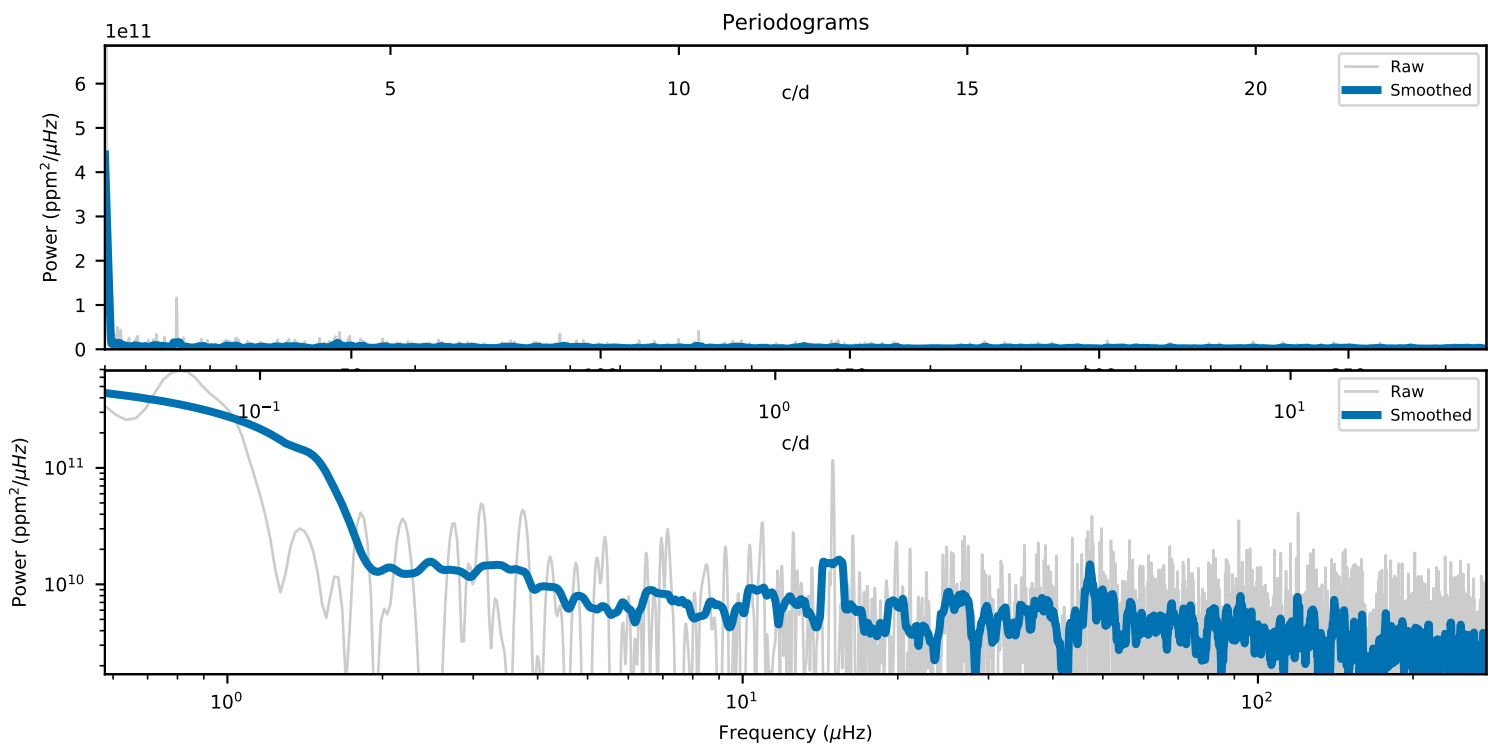 Periodograms
1e11
5 10 15 20
c/d
Raw
Smoothed
6
5
4
3
2
1
0
Power (ppm²/μHz)
10⁻¹ 10⁰ 10¹
c/d
Raw
Smoothed
10¹¹
10¹⁰
Power (ppm²/μHz)
10⁰ 10¹ 10²
Frequency (μHz)